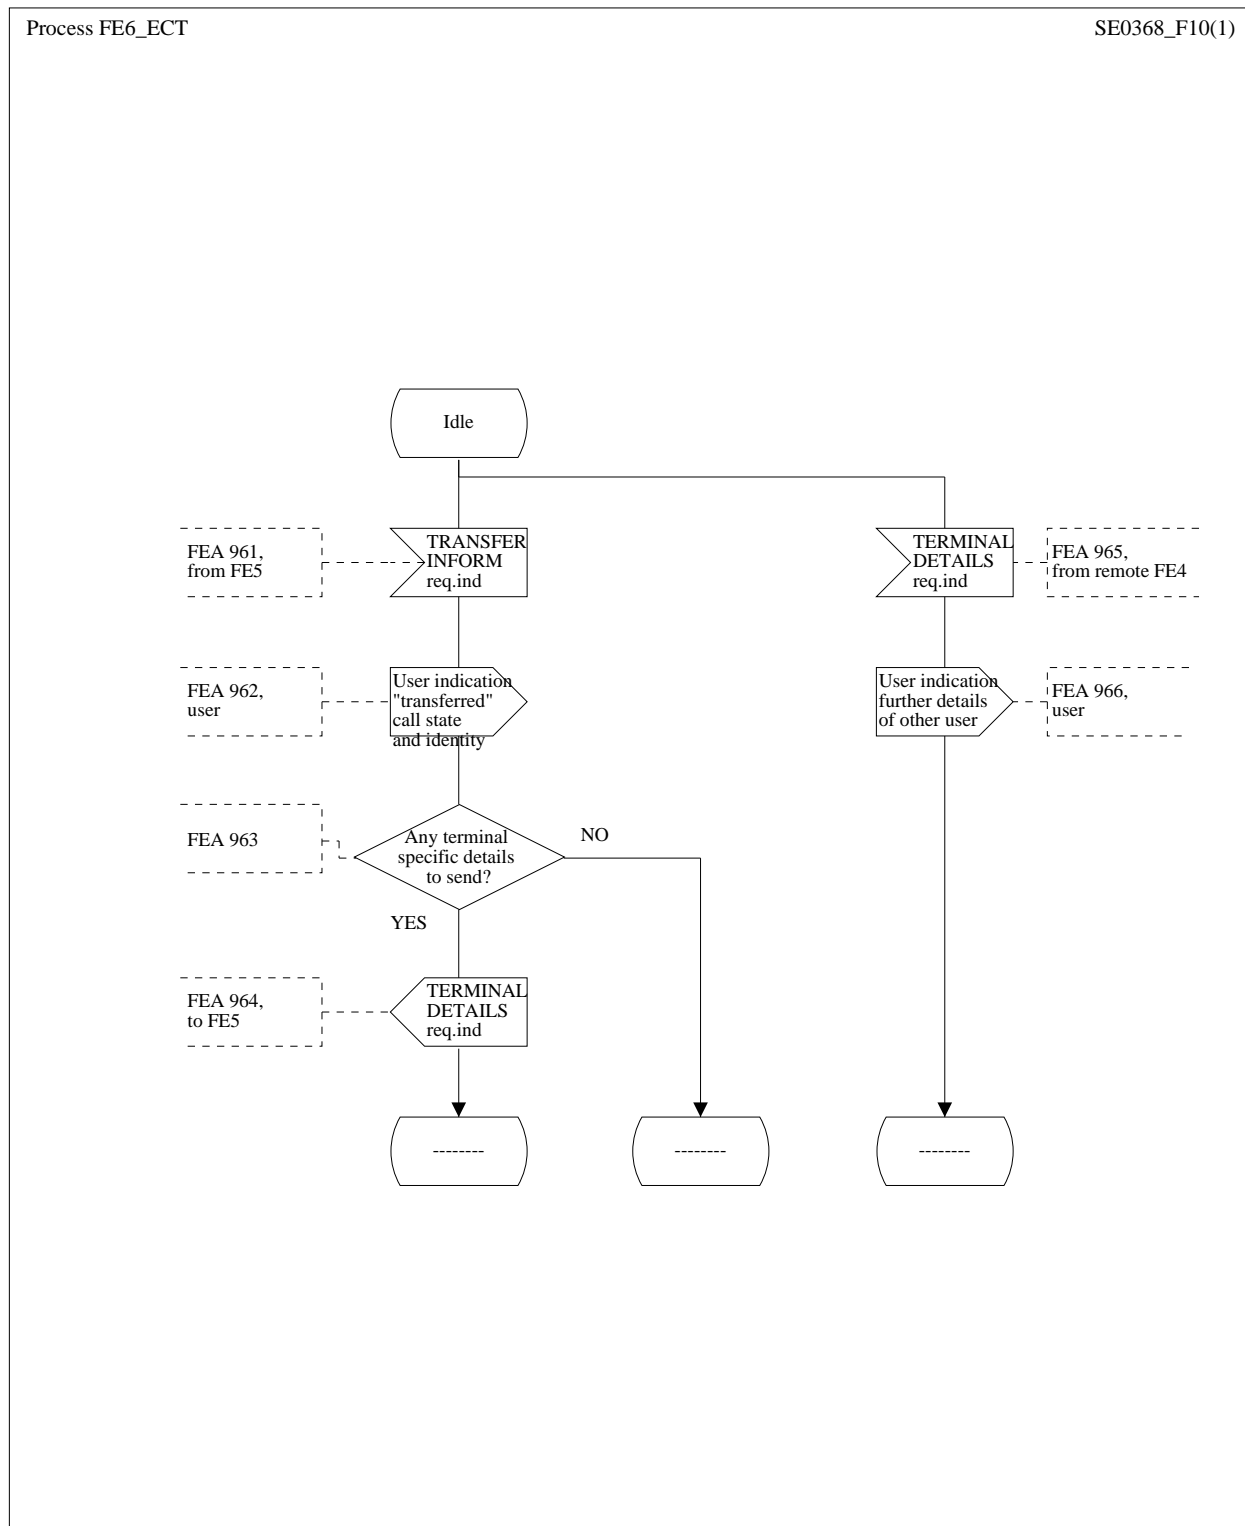 Process FE6_ECT
SE0368_F10(1)
Idle
FEA 961,
from FE5
TRANSFER
INFORM
req.ind
TERMINAL
DETAILS
req.ind
FEA 965,
from remote FE4
FEA 962,
user
User indication
"transferred"
call state
and identity
User indication
further details
of other user
FEA 966,
user
FEA 963
Any terminal
specific details
to send?
NO
YES
FEA 964,
to FE5
TERMINAL
DETAILS
req.ind
--------
--------
--------